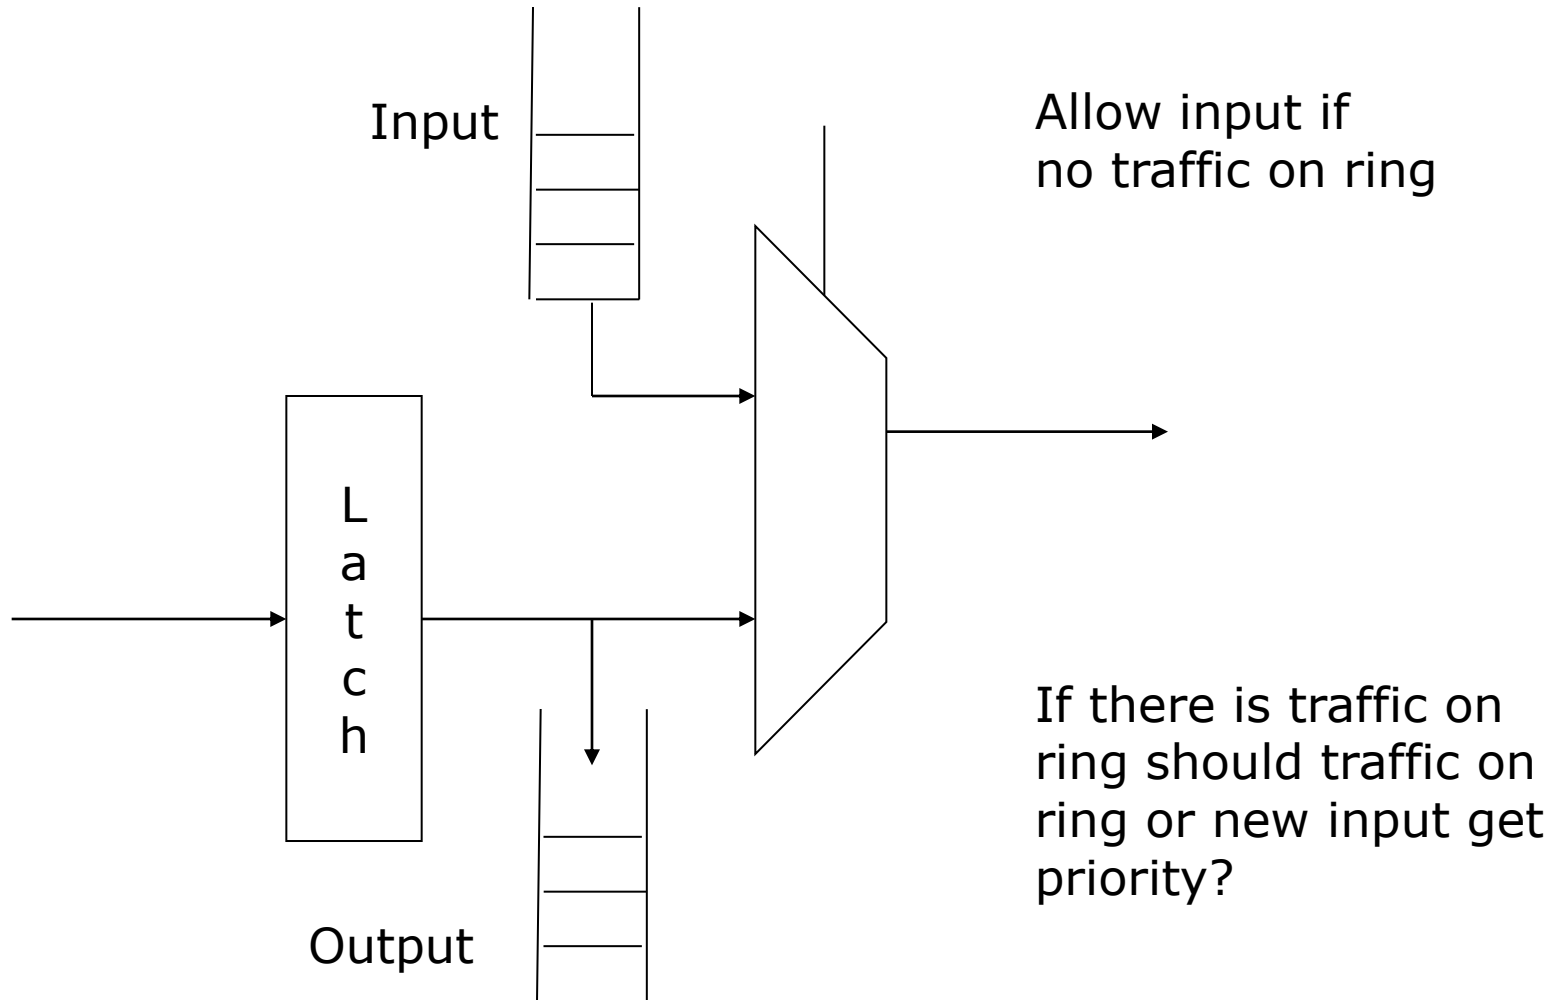 Input
Allow input if
no traffic on ring
L
a
t
c
h
If there is traffic on
ring should traffic on
ring or new input get
priority?
Output